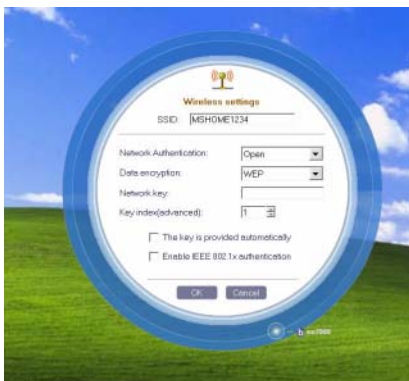 Wireless settings
SSID: MSHOME1234
Network Authentication: Open
Data encryption: WEP
Network key:
Key index(advanced): 1
The key is provided automatically
Enable IEEE 802.1x authentication
OK Cancel